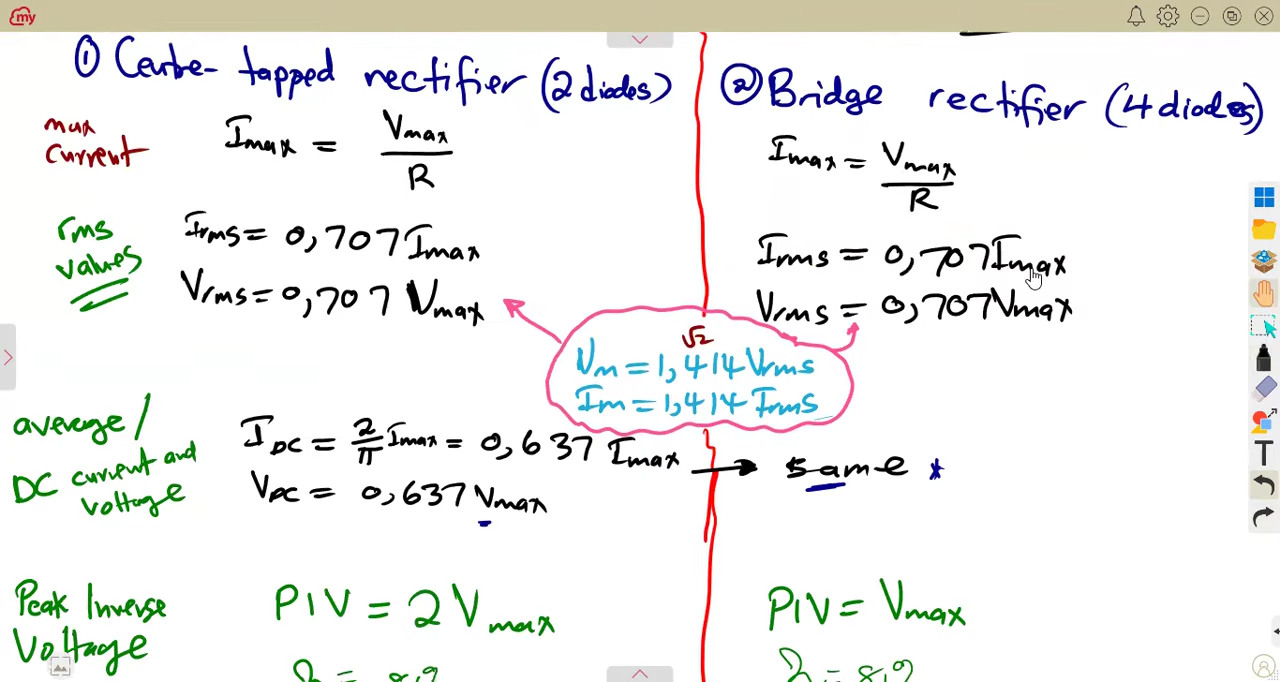 my
① Centre-tapped rectifier (2 diodes)
max current
Imax = Vmax / R
rms values
Irms = 0,707 Imax
Vrms = 0,707 Vmax
② Bridge rectifier (4 diodes)
Imax = Vmax / R
Irms = 0,707 Imax
Vrms = 0,707 Vmax
√2
Vm = 1,414 Vrms
Im = 1,414 Irms
average/
DC current and
voltage
IDC = 2/π Imax = 0,637 Imax → same *
VDC = 0,637 Vmax
Peak Inverse
Voltage
PIV = 2 Vmax
PIV = Vmax